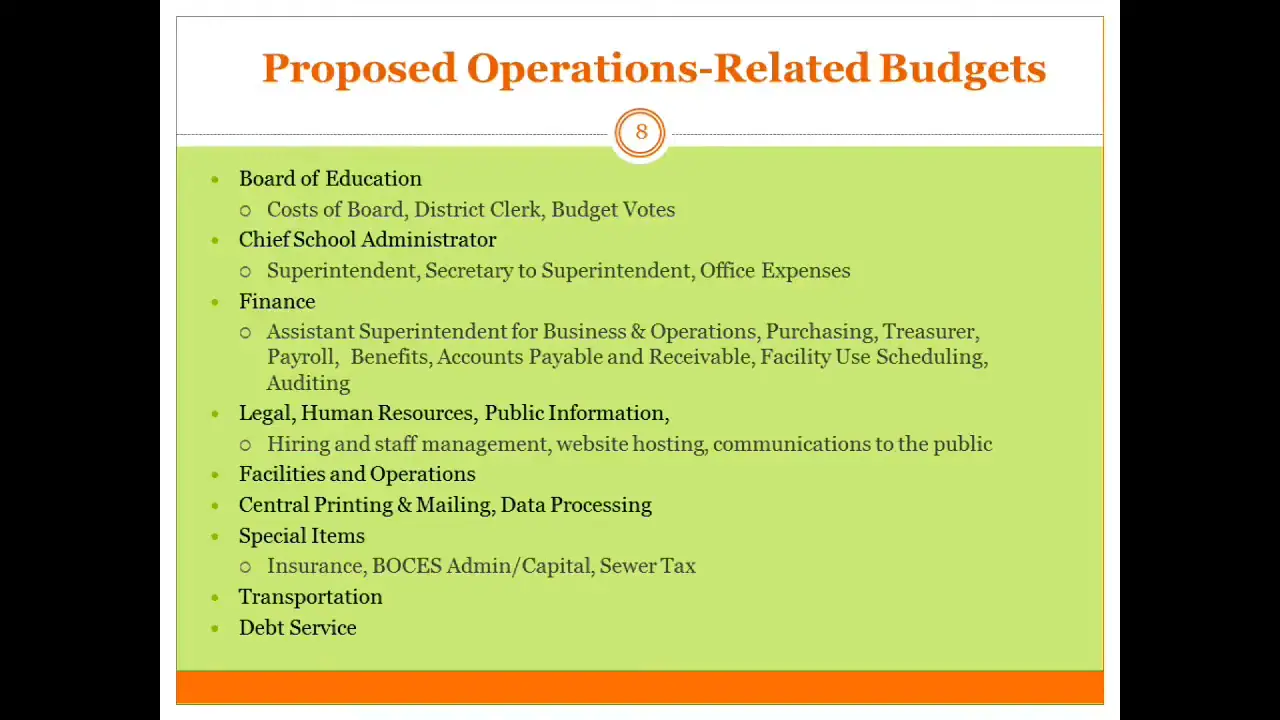 Proposed Operations-Related Budgets
8
• Board of Education
○ Costs of Board, District Clerk, Budget Votes
• Chief School Administrator
○ Superintendent, Secretary to Superintendent, Office Expenses
• Finance
○ Assistant Superintendent for Business & Operations, Purchasing, Treasurer,
Payroll, Benefits, Accounts Payable and Receivable, Facility Use Scheduling,
Auditing
• Legal, Human Resources, Public Information,
○ Hiring and staff management, website hosting, communications to the public
• Facilities and Operations
• Central Printing & Mailing, Data Processing
• Special Items
○ Insurance, BOCES Admin/Capital, Sewer Tax
• Transportation
• Debt Service